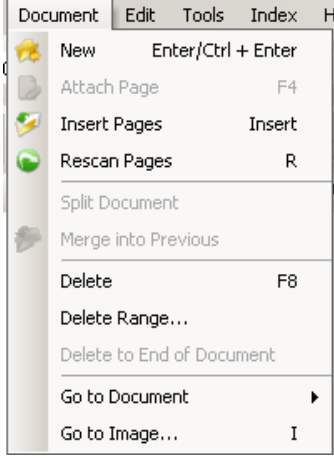 Document Edit Tools Index H
New Enter/Ctrl + Enter
Attach Page F4
Insert Pages Insert
Rescan Pages R
Split Document
Merge into Previous
Delete F8
Delete Range...
Delete to End of Document
Go to Document
Go to Image... I